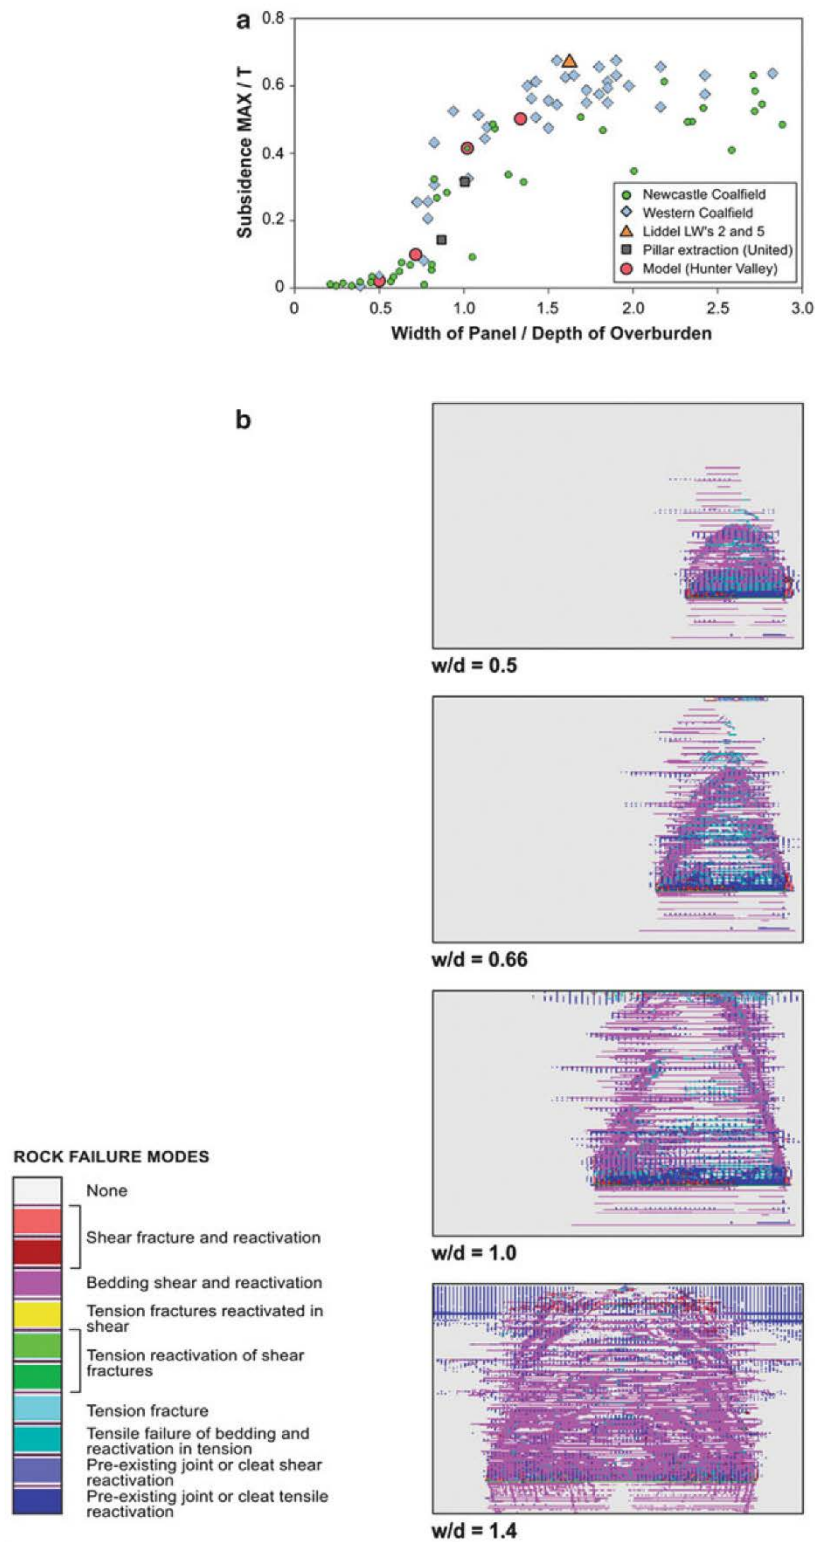 a
Subsidence MAX / T
0.8
0.6
0.4
0.2
0
0 0.5 1.0 1.5 2.0 2.5 3.0
Width of Panel / Depth of Overburden
Newcastle Coalfield
Western Coalfield
Liddel LW's 2 and 5
Pillar extraction (United)
Model (Hunter Valley)
b
w/d = 0.5
w/d = 0.66
w/d = 1.0
w/d = 1.4
ROCK FAILURE MODES
None
Shear fracture and reactivation
Bedding shear and reactivation
Tension fractures reactivated in
shear
Tension reactivation of shear
fractures
Tension fracture
Tensile failure of bedding and
reactivation in tension
Pre-existing joint or cleat shear
reactivation
Pre-existing joint or cleat tensile
reactivation